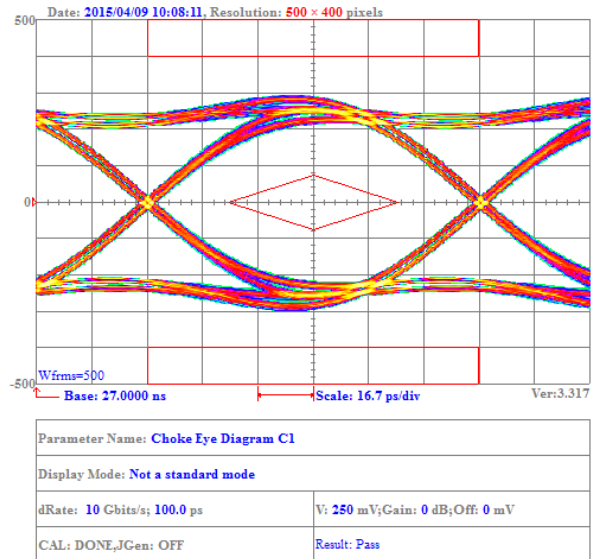 Date: 2015/04/09 10:08:11, Resolution: 500 × 400 pixels
500
0
-500
Wfrms=500
Base: 27.0000 ns
Scale: 16.7 ps/div
Ver:3.317
Parameter Name: Choke Eye Diagram C1
Display Mode: Not a standard mode
dRate: 10 Gbits/s; 100.0 ps
V: 250 mV;Gain: 0 dB;Off: 0 mV
CAL: DONE,JGen: OFF
Result: Pass